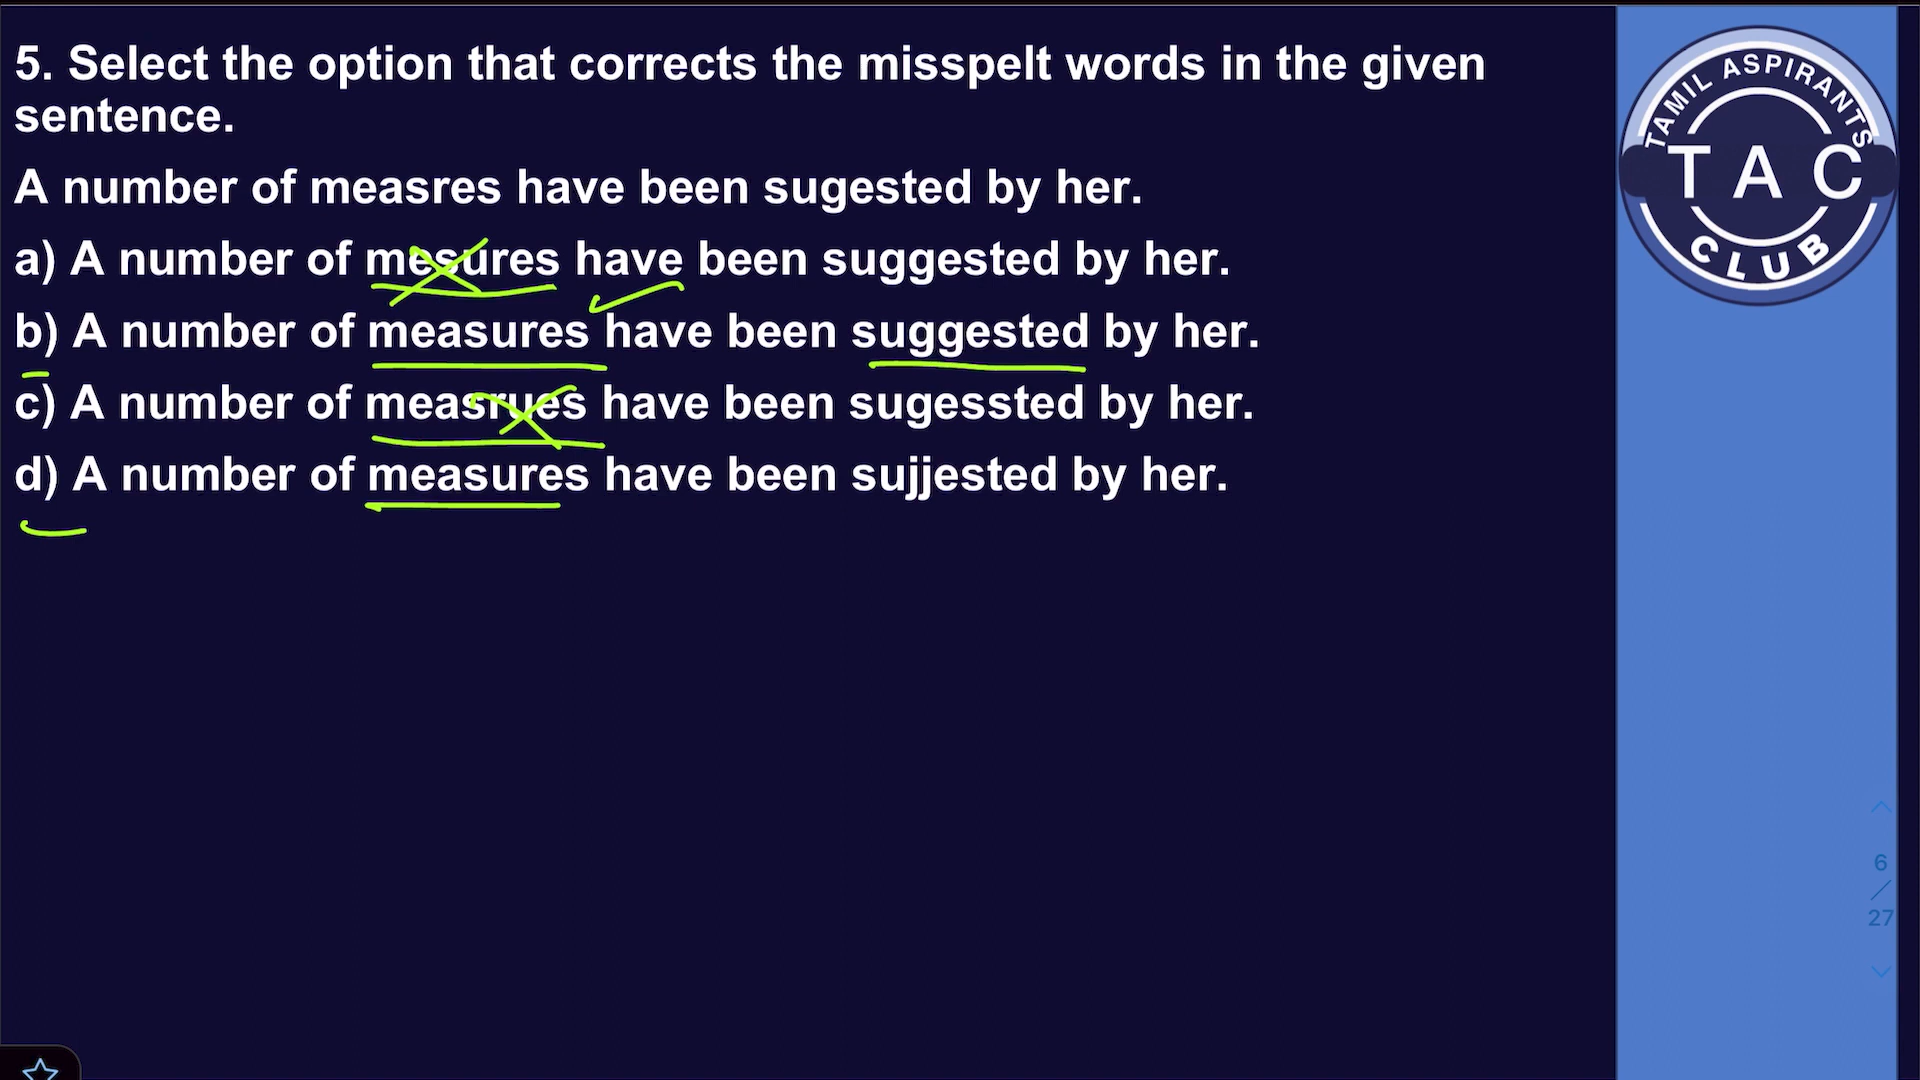 5. Select the option that corrects the misspelt words in the given
sentence.
A number of measres have been sugested by her.
a) A number of mesures have been suggested by her.
b) A number of measures have been suggested by her.
c) A number of measrues have been sugessted by her.
d) A number of measures have been sujjested by her.
TAMIL ASPIRANTS
TAC
CLUB
6
/
27